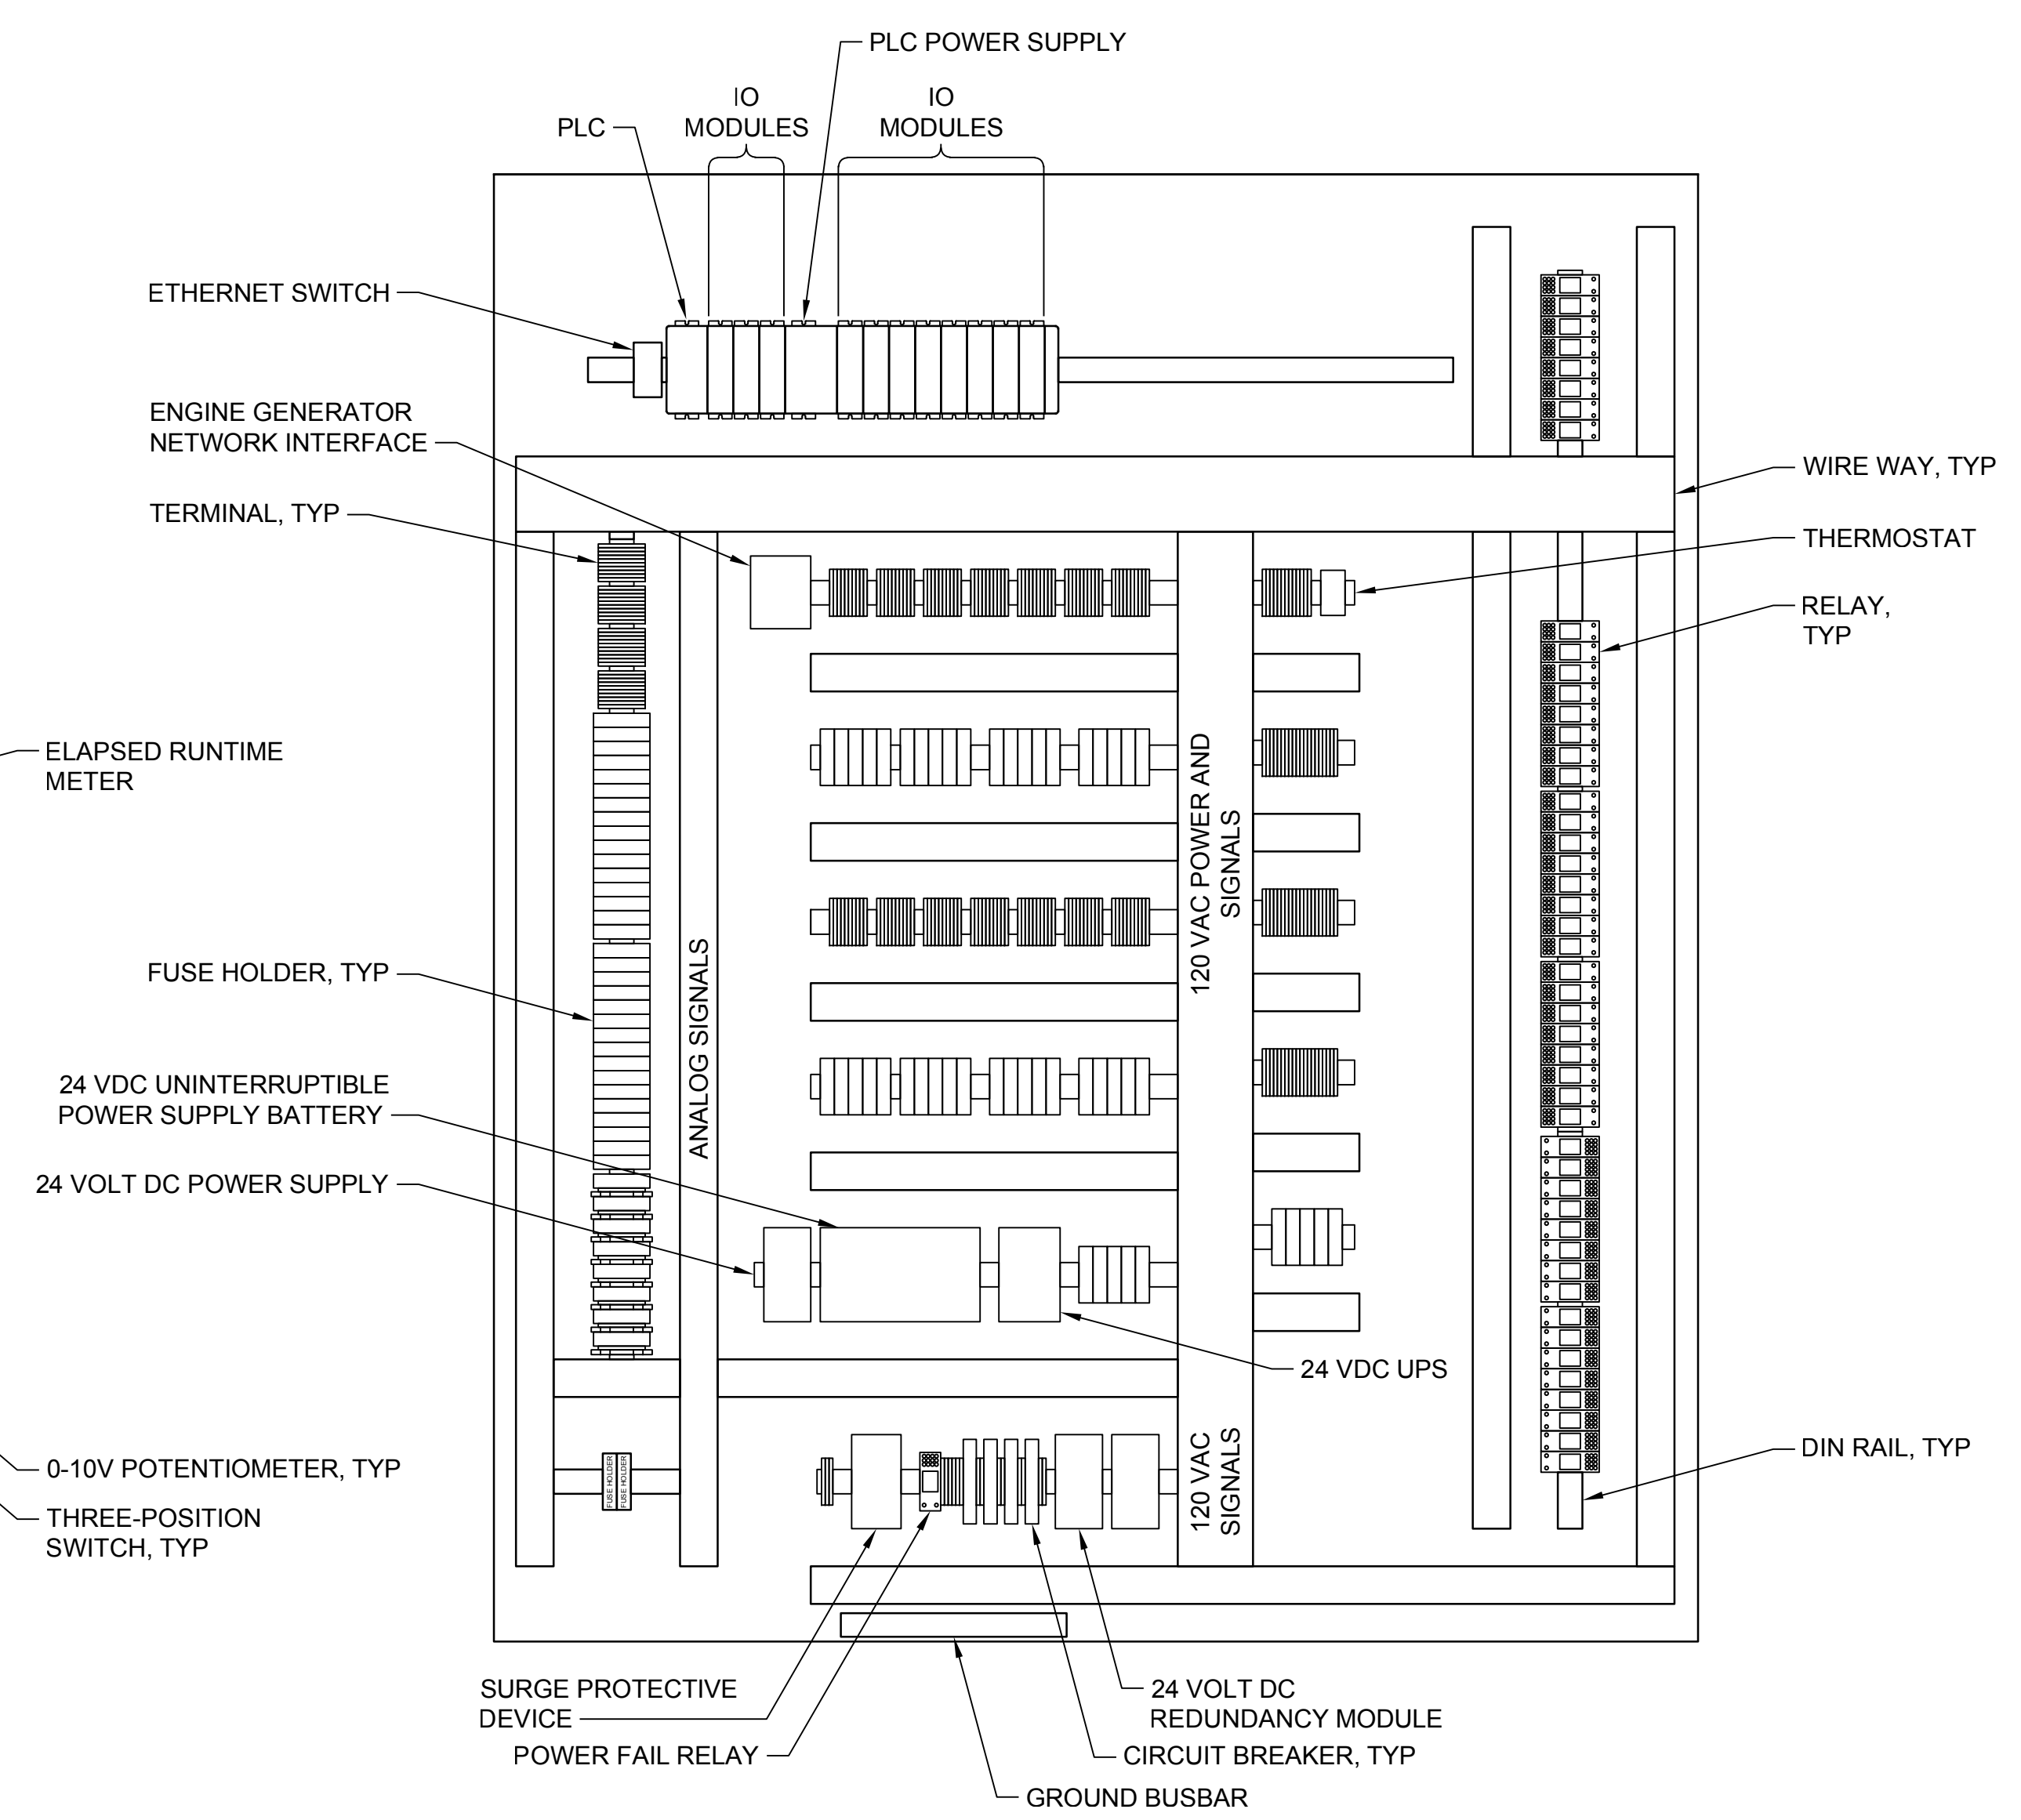 PLC POWER SUPPLY
IO
MODULES
IO
MODULES
PLC
ETHERNET SWITCH
ENGINE GENERATOR
NETWORK INTERFACE
TERMINAL, TYP
WIRE WAY, TYP
THERMOSTAT
RELAY,
TYP
ELAPSED RUNTIME
METER
120 VAC POWER AND
SIGNALS
FUSE HOLDER, TYP
ANALOG SIGNALS
24 VDC UNINTERRUPTIBLE
POWER SUPPLY BATTERY
24 VOLT DC POWER SUPPLY
24 VDC UPS
0-10V POTENTIOMETER, TYP
THREE-POSITION
SWITCH, TYP
FUSE HOLDER
FUSE HOLDER
120 VAC
SIGNALS
DIN RAIL, TYP
SURGE PROTECTIVE
DEVICE
24 VOLT DC
REDUNDANCY MODULE
POWER FAIL RELAY
CIRCUIT BREAKER, TYP
GROUND BUSBAR